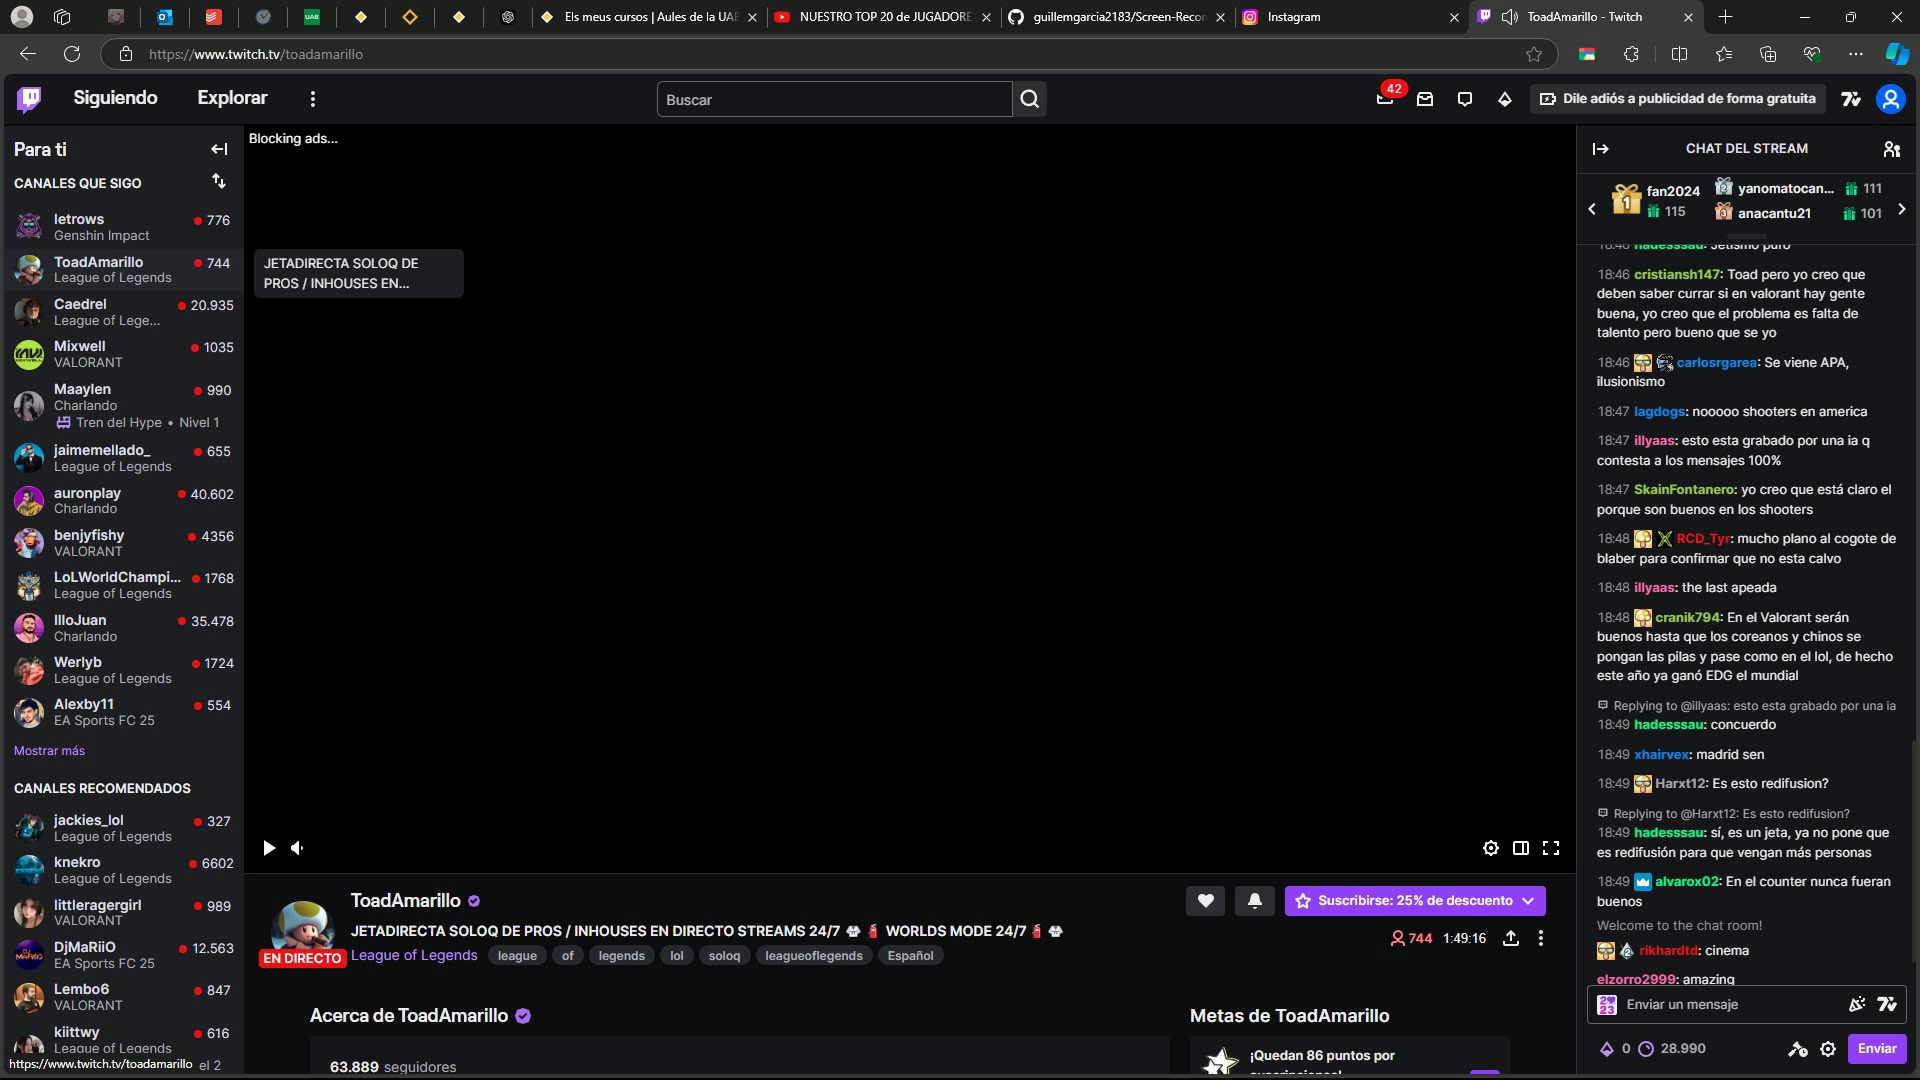 Els meus cursos | Aules de la UAB
NUESTRO TOP 20 de JUGADORE
guillemgarcia2183/Screen-Recor
Instagram
ToadAmarillo - Twitch
https://www.twitch.tv/toadamarillo
Siguiendo
Explorar
Buscar
42
Dile adiós a publicidad de forma gratuita
Para ti
CANALES QUE SIGO
letrows 776
Genshin Impact
ToadAmarillo 744
League of Legends
Caedrel 20.935
League of Lege...
Mixwell 1035
VALORANT
Maaylen 990
Charlando
Tren del Hype • Nivel 1
jaimemellado_ 655
League of Legends
auronplay 40.602
Charlando
benjyfishy 4356
VALORANT
LoLWorldChampi... 1768
League of Legends
IlloJuan 35.478
Charlando
Werlyb 1724
League of Legends
Alexby11 554
EA Sports FC 25
Mostrar más
CANALES RECOMENDADOS
jackies_lol 327
League of Legends
knekro 6602
League of Legends
littleragergirl 989
VALORANT
DjMaRiiO 12.563
EA Sports FC 25
Lembo6 847
VALORANT
kiittwy 616
League of Legends
https://www.twitch.tv/toadamarillo el 2
Blocking ads...
JETADIRECTA SOLOQ DE
PROS / INHOUSES EN...
ToadAmarillo
JETADIRECTA SOLOQ DE PROS / INHOUSES EN DIRECTO STREAMS 24/7 WORLDS MODE 24/7
EN DIRECTO
League of Legends league of legends lol soloq leagueoflegends Español
Suscribirse: 25% de descuento
744 1:49:16
Acerca de ToadAmarillo
63.889 seguidores
Metas de ToadAmarillo
¡Quedan 86 puntos por
CHAT DEL STREAM
1 fan2024 115
2 yanomatocan... 111
3 anacantu21 101
18:46 hadesssau: Jetismo puro
18:46 cristiansh147: Toad pero yo creo que
deben saber currar si en valorant hay gente
buena, yo creo que el problema es falta de
talento pero bueno que se yo
18:46 carlosrgarea: Se viene APA,
ilusionismo
18:47 lagdogs: nooooo shooters en america
18:47 illyaas: esto esta grabado por una ia q
contesta a los mensajes 100%
18:47 SkainFontanero: yo creo que está claro el
porque son buenos en los shooters
18:48 RCD_Tyr: mucho plano al cogote de
blaber para confirmar que no esta calvo
18:48 illyaas: the last apeada
18:48 cranik794: En el Valorant serán
buenos hasta que los coreanos y chinos se
pongan las pilas y pase como en el lol, de hecho
este año ya ganó EDG el mundial
Replying to @illyaas: esto esta grabado por una ia
18:49 hadesssau: concuerdo
18:49 xhairvex: madrid sen
18:49 Harxt12: Es esto redifusion?
Replying to @Harxt12: Es esto redifusion?
18:49 hadesssau: sí, es un jeta, ya no pone que
es redifusión para que vengan más personas
18:49 alvarox02: En el counter nunca fueran
buenos
Welcome to the chat room!
rikhardtd: cinema
elzorro2999: amazing
Enviar un mensaje
0 28.990
Enviar